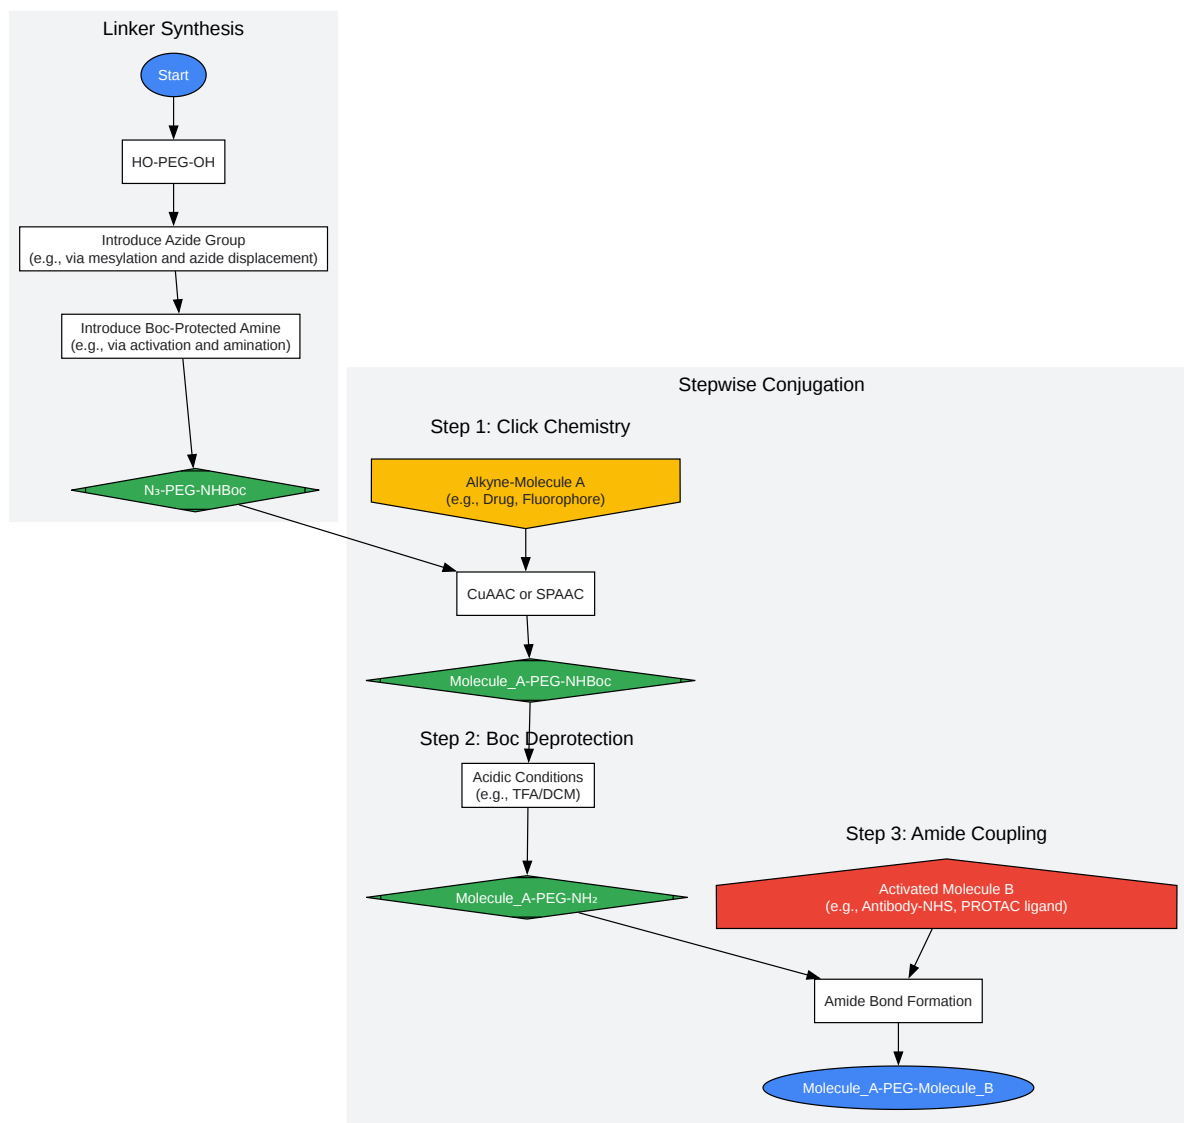 Linker Synthesis
Start
HO-PEG-OH
Introduce Azide Group
(e.g., via mesylation and azide displacement)
Introduce Boc-Protected Amine
(e.g., via activation and amination)
N₃-PEG-NHBoc
Stepwise Conjugation
Step 1: Click Chemistry
Alkyne-Molecule A
(e.g., Drug, Fluorophore)
CuAAC or SPAAC
Molecule_A-PEG-NHBoc
Step 2: Boc Deprotection
Acidic Conditions
(e.g., TFA/DCM)
Molecule_A-PEG-NH₂
Step 3: Amide Coupling
Activated Molecule B
(e.g., Antibody-NHS, PROTAC ligand)
Amide Bond Formation
Molecule_A-PEG-Molecule_B